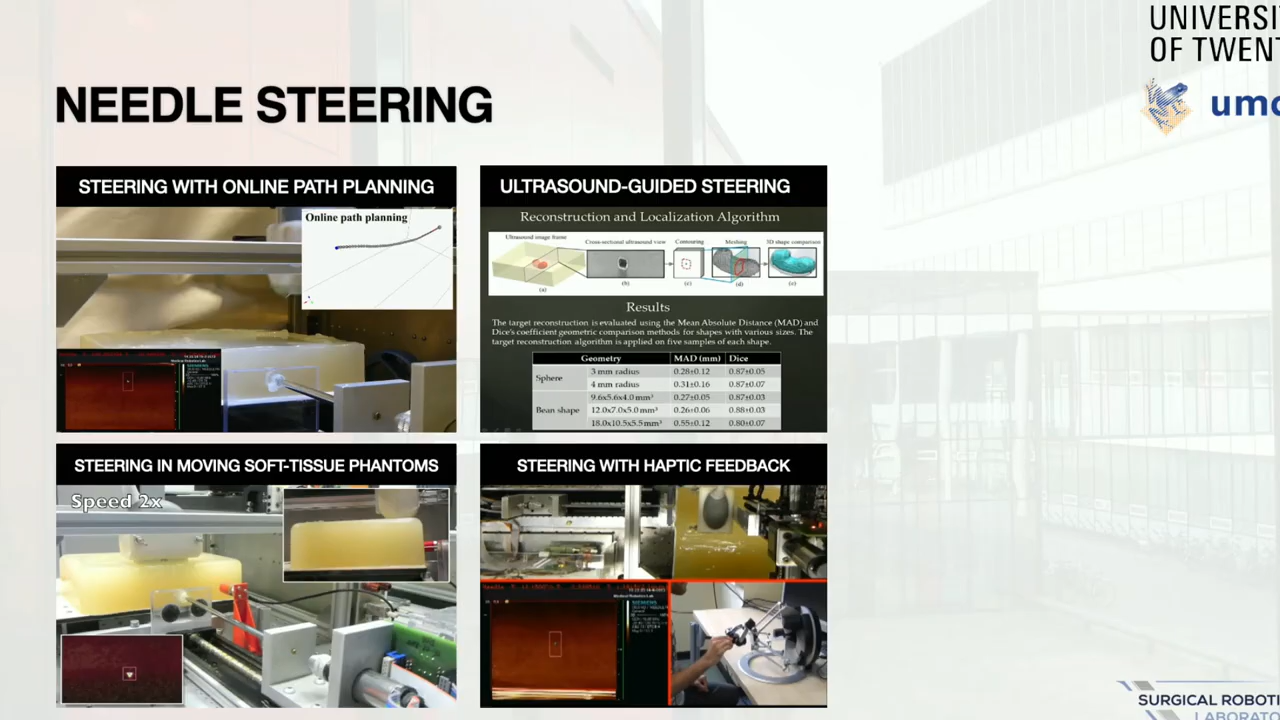 UNIVERSI
OF TWENT
umc
NEEDLE STEERING
STEERING WITH ONLINE PATH PLANNING
Online path planning
ULTRASOUND-GUIDED STEERING
Reconstruction and Localization Algorithm
Ultrasound image frame
Cross-sectional ultrasound view
Contouring
Meshing
3D shape comparison
(a) (b) (c) (d) (e)
Results
The target reconstruction is evaluated using the Mean Absolute Distance (MAD) and
Dice's coefficient geometric comparison methods for shapes with various sizes. The
target reconstruction algorithm is applied on five samples of each shape.
Geometry MAD (mm) Dice
Sphere 3 mm radius 0.28±0.12 0.87±0.05
4 mm radius 0.31±0.16 0.87±0.07
Bean shape 9.6x5.6x4.0 mm³ 0.27±0.05 0.87±0.03
12.0x7.0x5.0 mm³ 0.26±0.06 0.88±0.03
18.0x10.5x5.5 mm³ 0.55±0.12 0.80±0.07
STEERING IN MOVING SOFT-TISSUE PHANTOMS
Speed 2x
STEERING WITH HAPTIC FEEDBACK
SIEMENS
SURGICAL ROBOTI
LABORATO